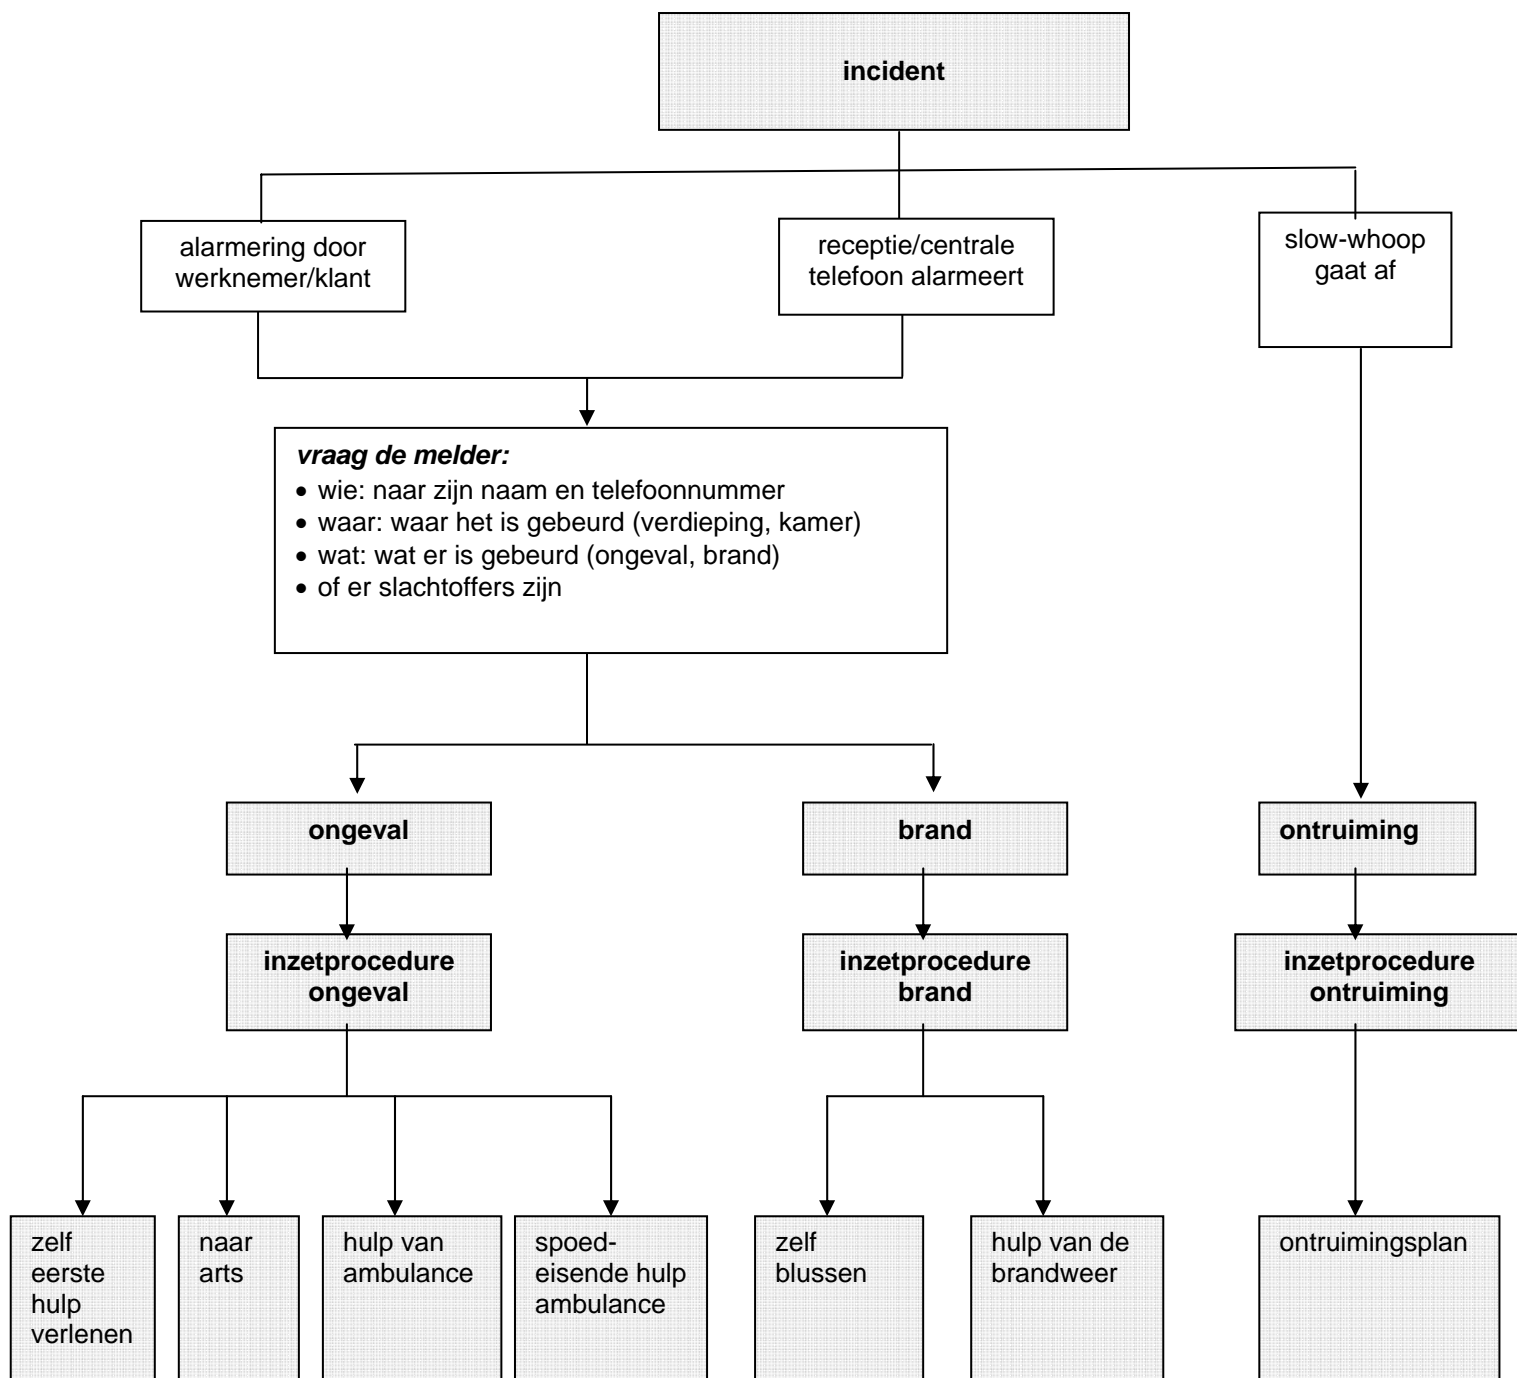 incident
alarmering door
werknemer/klant
receptie/centrale
telefoon alarmeert
slow-whoop
gaat af
vraag de melder:
• wie: naar zijn naam en telefoonnummer
• waar: waar het is gebeurd (verdieping, kamer)
• wat: wat er is gebeurd (ongeval, brand)
• of er slachtoffers zijn
ongeval
brand
ontruiming
inzetprocedure
ongeval
inzetprocedure
brand
inzetprocedure
ontruiming
zelf
eerste
hulp
verlenen
naar
arts
hulp van
ambulance
spoed-
eisende hulp
ambulance
zelf
blussen
hulp van de
brandweer
ontruimingsplan